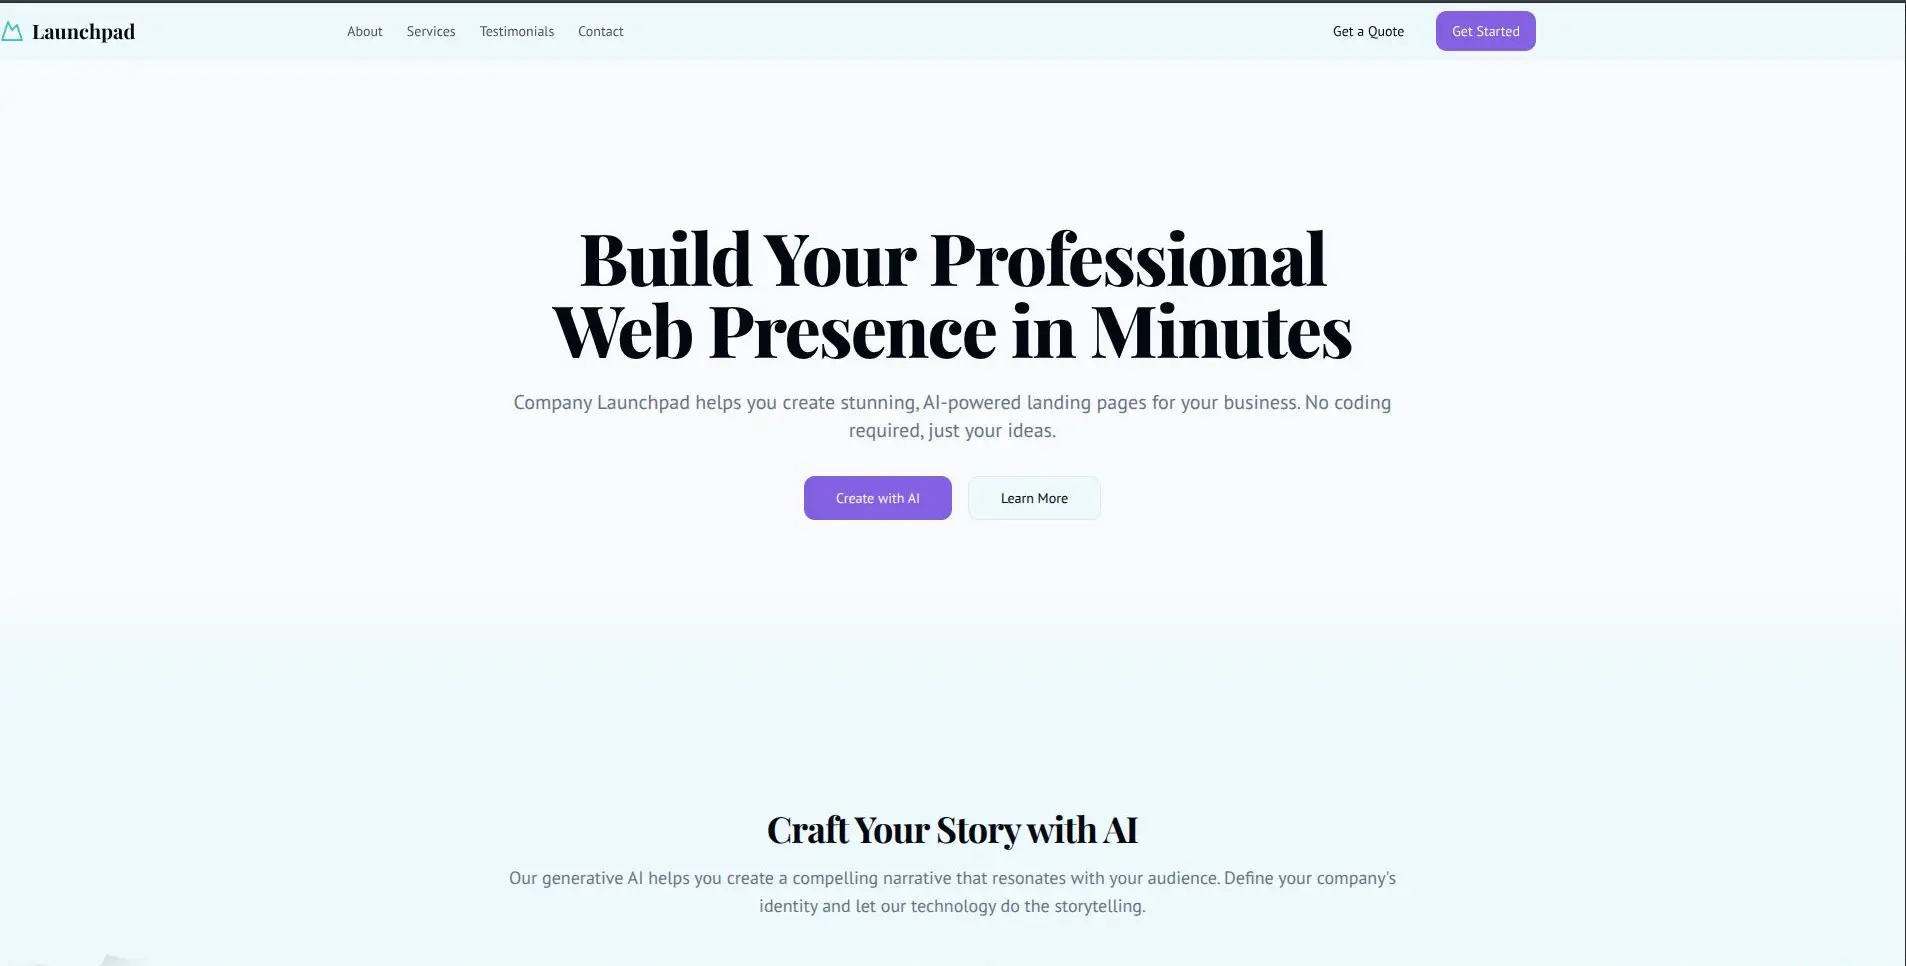 Launchpad
About
Services
Testimonials
Contact
Get a Quote
Get Started
Build Your Professional
Web Presence in Minutes
Company Launchpad helps you create stunning, AI-powered landing pages for your business. No coding
required, just your ideas.
Create with AI
Learn More
Craft Your Story with AI
Our generative AI helps you create a compelling narrative that resonates with your audience. Define your company's
identity and let our technology do the storytelling.